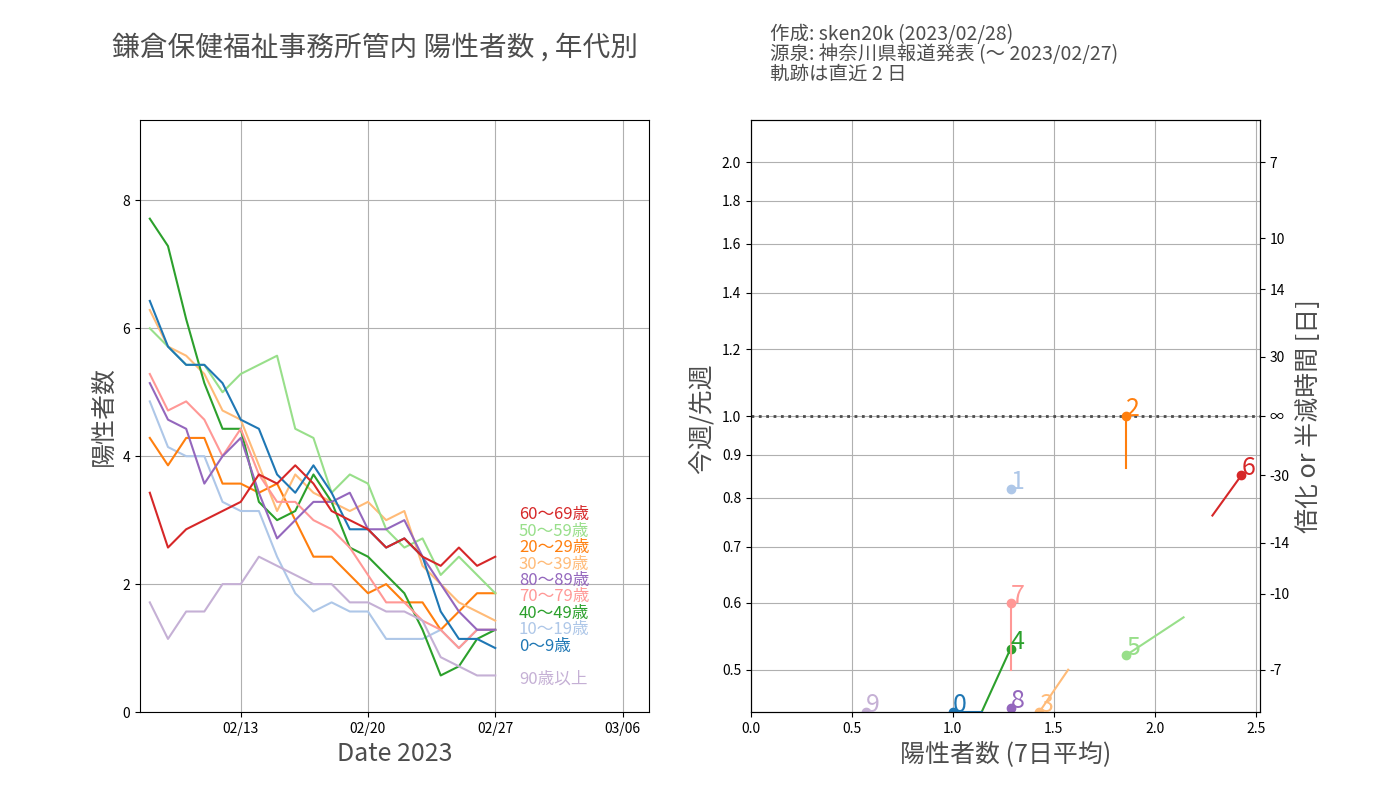 鎌倉保健福祉事務所管内 陽性者数 , 年代別
作成: sken20k (2023/02/28)
源泉: 神奈川県報道発表 (～ 2023/02/27)
軌跡は直近 2 日
陽性者数
8
6
4
2
0
02/13
02/20
02/27
03/06
Date 2023
60～69歳
50～59歳
20～29歳
30～39歳
80～89歳
70～79歳
40～49歳
10～19歳
0～9歳
90歳以上
今週/先週
2.0
1.8
1.6
1.4
1.2
1.0
0.9
0.8
0.7
0.6
0.5
0.0
0.5
1.0
1.5
2.0
2.5
陽性者数 (7日平均)
2
6
1
7
4
5
9
0
8
3
7
10
14
30
∞
-30
-14
-10
-7
倍化 or 半減時間 [日]